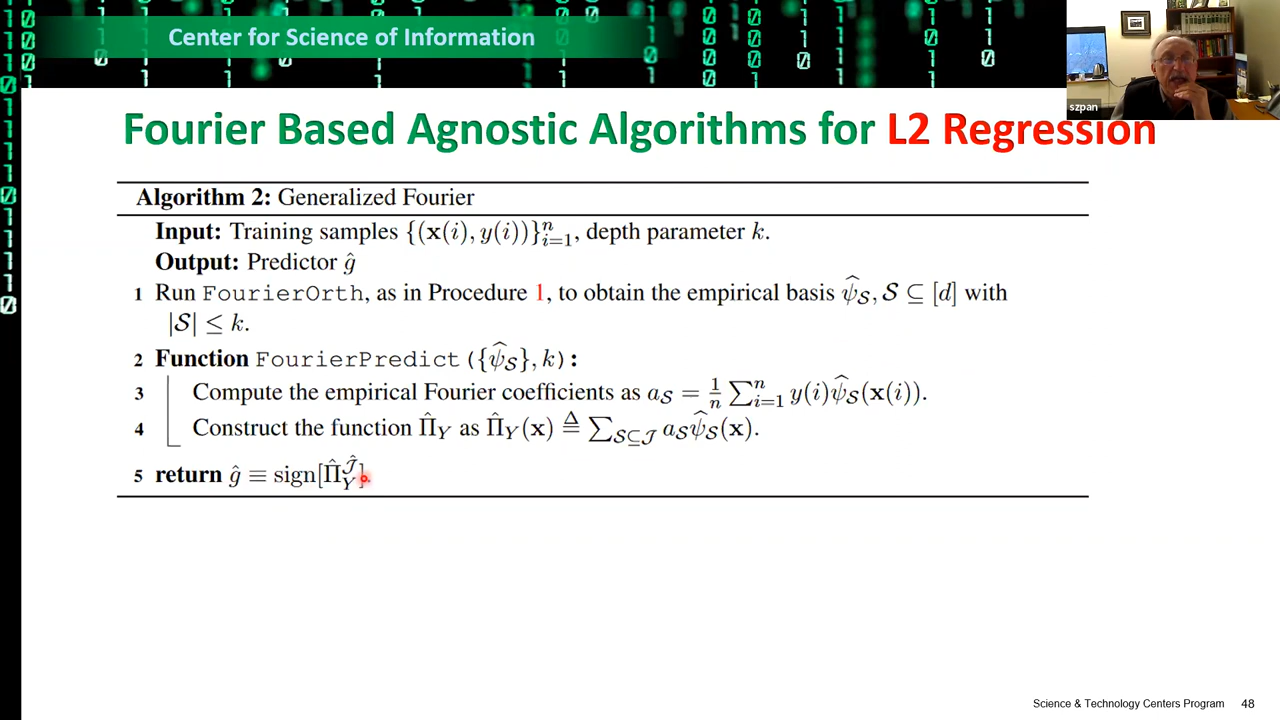 Center for Science of Information
szpan
Fourier Based Agnostic Algorithms for L2 Regression
Algorithm 2: Generalized Fourier
Input: Training samples {(x(i), y(i))}ⁿᵢ₌₁, depth parameter k.
Output: Predictor ĝ
1 Run FourierOrth, as in Procedure 1, to obtain the empirical basis ψ̂_S, S ⊆ [d] with
|S| ≤ k.
2 Function FourierPredict ({ψ̂_S}, k):
3 Compute the empirical Fourier coefficients as a_S = 1/n ∑ⁿᵢ₌₁ y(i)ψ̂_S(x(i)).
4 Construct the function Π̂_Y as Π̂_Y(x) ≜ ∑_{S⊆J} a_S ψ̂_S(x).
5 return ĝ ≡ sign[Π̂_Y^Ĵ].
Science & Technology Centers Program 48